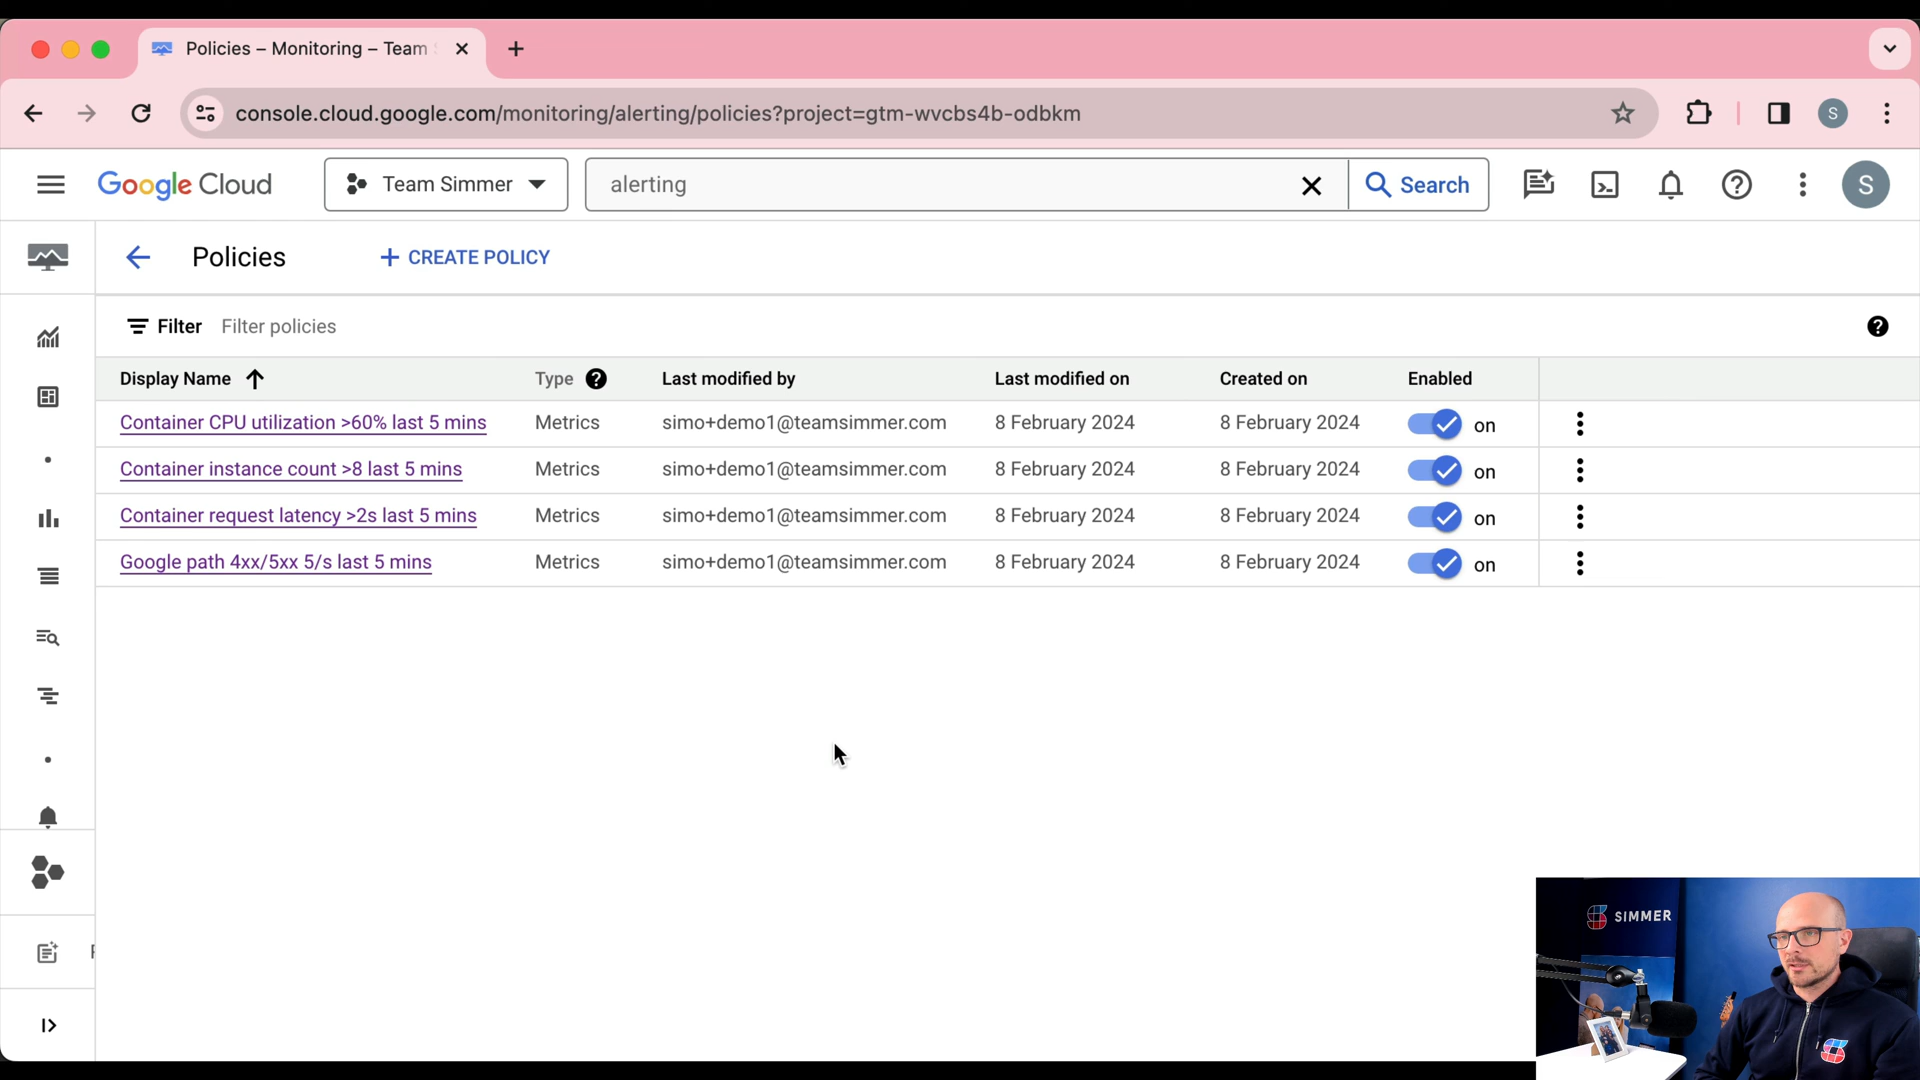 Policies – Monitoring – Team S
console.cloud.google.com/monitoring/alerting/policies?project=gtm-wvcbs4b-odbkm
S
Google Cloud
Team Simmer
alerting
Search
S
Policies
CREATE POLICY
Filter Filter policies
Display Name Type Last modified by Last modified on Created on Enabled
Container CPU utilization >60% last 5 mins Metrics simo+demo1@teamsimmer.com 8 February 2024 8 February 2024 on
Container instance count >8 last 5 mins Metrics simo+demo1@teamsimmer.com 8 February 2024 8 February 2024 on
Container request latency >2s last 5 mins Metrics simo+demo1@teamsimmer.com 8 February 2024 8 February 2024 on
Google path 4xx/5xx 5/s last 5 mins Metrics simo+demo1@teamsimmer.com 8 February 2024 8 February 2024 on
SIMMER